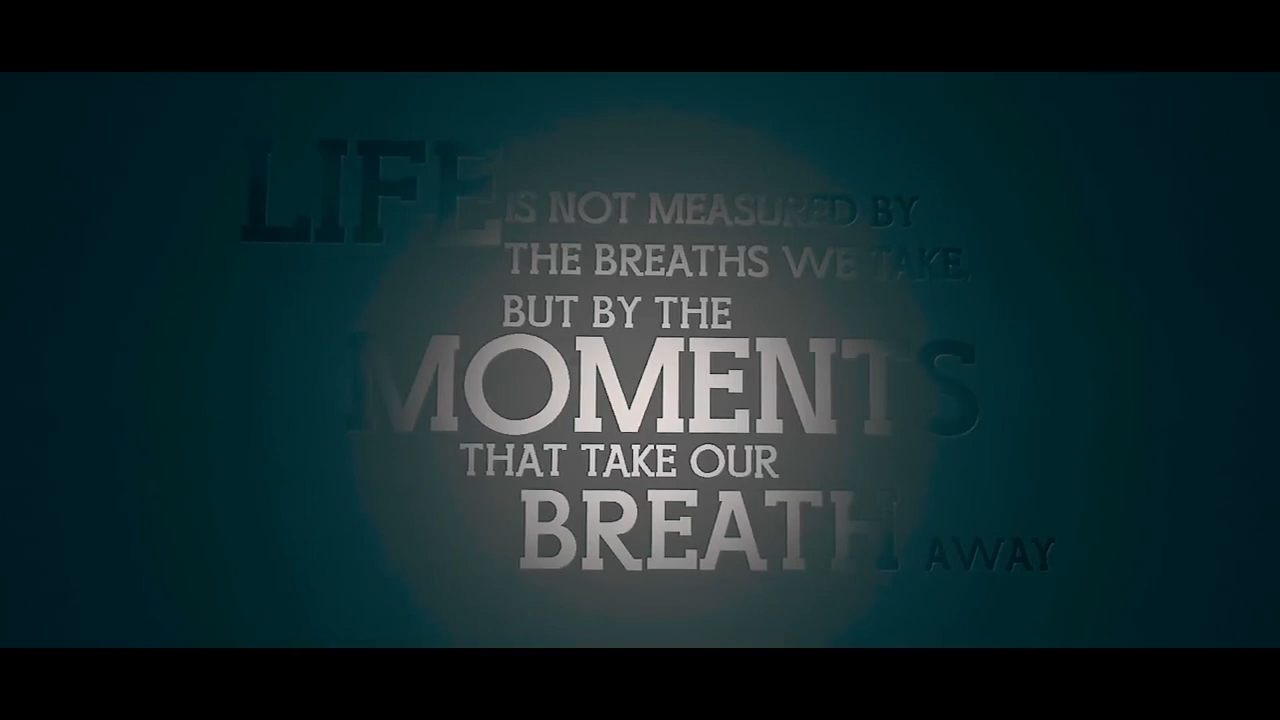 LIFE
IS NOT MEASURED BY
THE BREATHS WE TAKE,
BUT BY THE
MOMENTS
THAT TAKE OUR
BREATH
AWAY